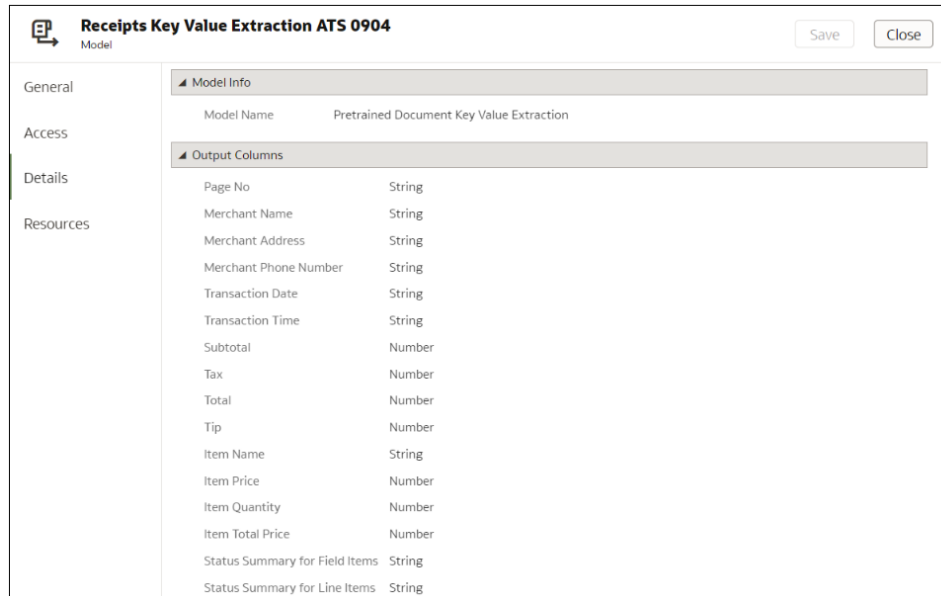 Receipts Key Value Extraction ATS 0904
Model
Save
Close
General
Access
Details
Resources
Model Info
Model Name Pretrained Document Key Value Extraction
Output Columns
Page No String
Merchant Name String
Merchant Address String
Merchant Phone Number String
Transaction Date String
Transaction Time String
Subtotal Number
Tax Number
Total Number
Tip Number
Item Name String
Item Price Number
Item Quantity Number
Item Total Price Number
Status Summary for Field Items String
Status Summary for Line Items String